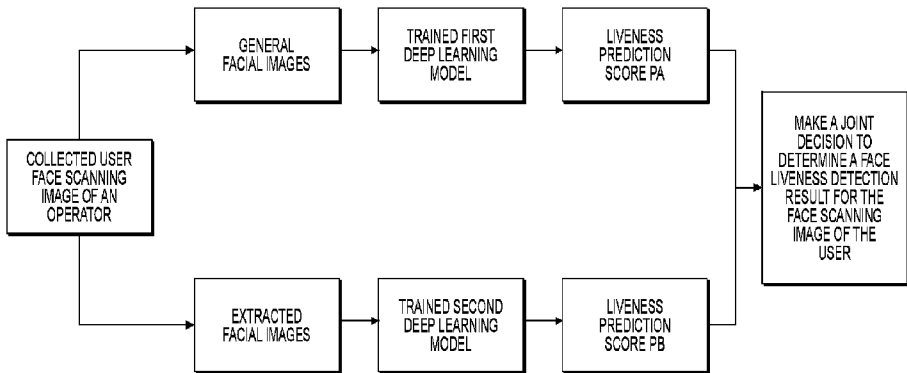 COLLECTED USER
FACE SCANNING
IMAGE OF AN
OPERATOR
GENERAL
FACIAL IMAGES
TRAINED FIRST
DEEP LEARNING
MODEL
LIVENESS
PREDICTION
SCORE PA
EXTRACTED
FACIAL IMAGES
TRAINED SECOND
DEEP LEARNING
MODEL
LIVENESS
PREDICTION
SCORE PB
MAKE A JOINT
DECISION TO
DETERMINE A FACE
LIVENESS DETECTION
RESULT FOR THE
FACE SCANNING
IMAGE OF THE
USER